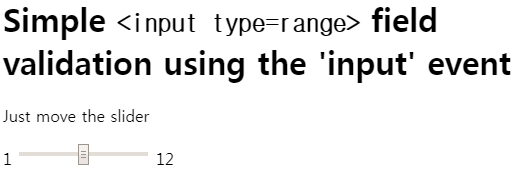 Simple <input type=range> field
validation using the 'input' event
Just move the slider
1 12